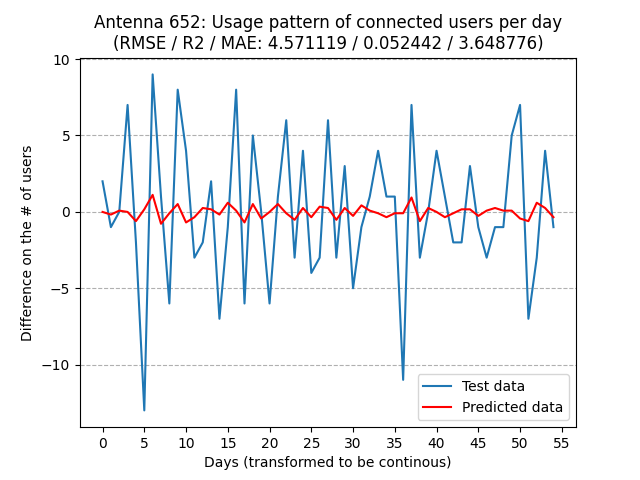 Antenna 652: Usage pattern of connected users per day
(RMSE / R2 / MAE: 4.571119 / 0.052442 / 3.648776)
10
5
0
−5
−10
Difference on the # of users
Test data
Predicted data
0 5 10 15 20 25 30 35 40 45 50 55
Days (transformed to be continous)